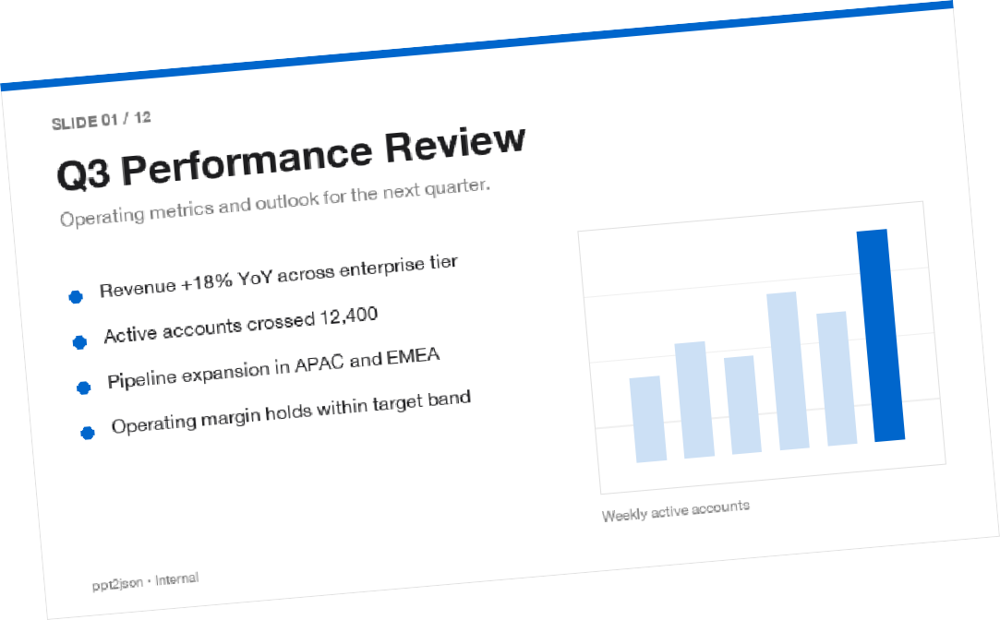 SLIDE 01 / 12
Q3 Performance Review
Operating metrics and outlook for the next quarter.
Revenue +18% YoY across enterprise tier
Active accounts crossed 12,400
Pipeline expansion in APAC and EMEA
Operating margin holds within target band
Weekly active accounts
ppt2json · Internal